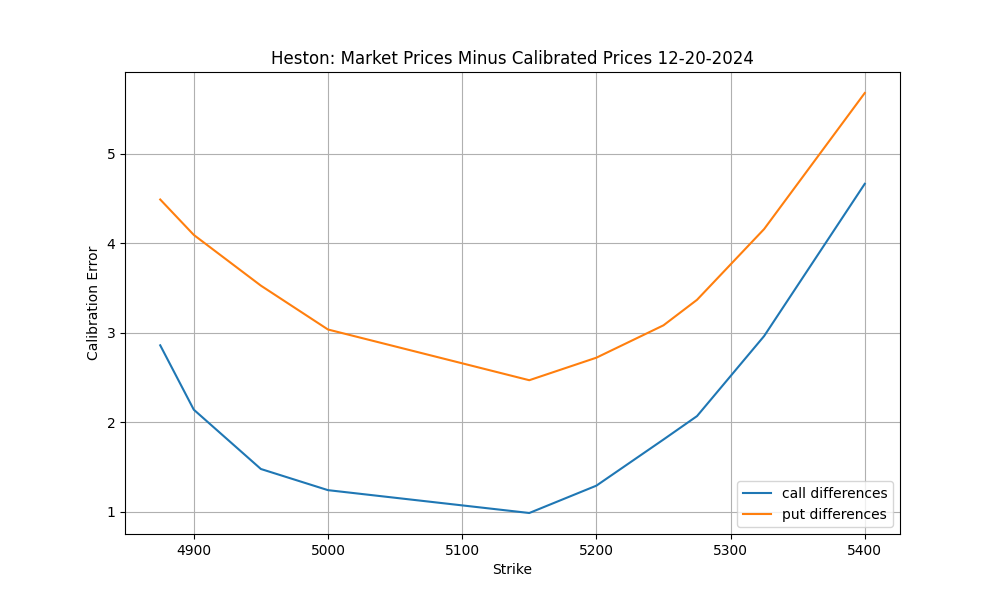 Heston: Market Prices Minus Calibrated Prices 12-20-2024
Calibration Error
5
4
3
2
1
call differences
put differences
4900 5000 5100 5200 5300 5400
Strike